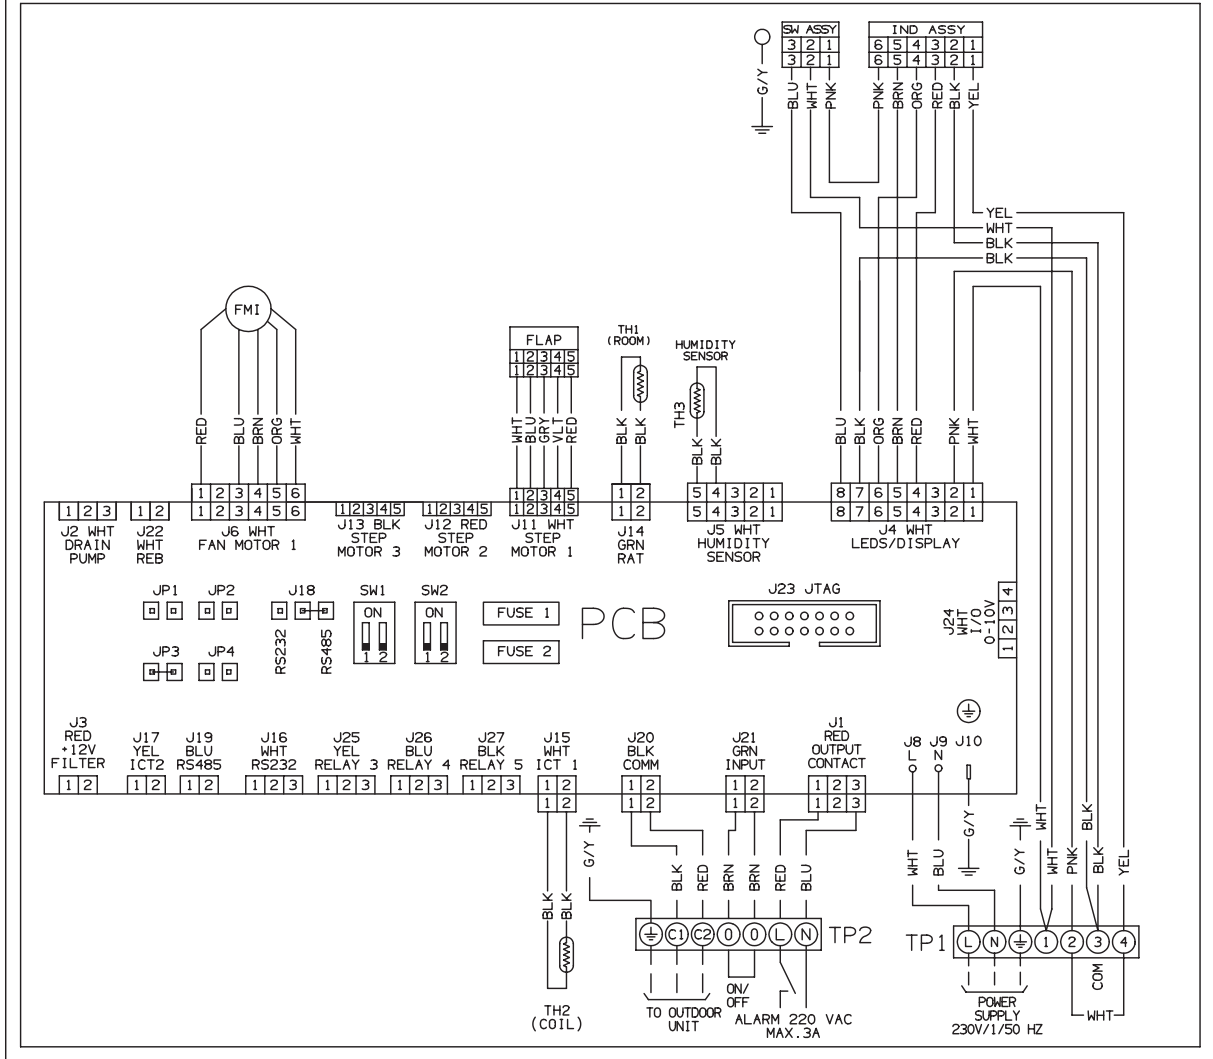 SW ASSY
3 2 1
3 2 1
IND ASSY
6 5 4 3 2 1
6 5 4 3 2 1
G/Y
BLU WHT PNK
PNK BRN ORG RED BLK YEL
YEL
WHT
BLK
BLK
FMI
RED BLU BRN ORG WHT
FLAP
1 2 3 4 5
1 2 3 4 5
WHT BLU GRY VLT RED
TH1
(ROOM)
BLK BLK
HUMIDITY
SENSOR
TH3
BLK BLK
BLU BLK ORG BRN RED PNK WHT
1 2 3
J2 WHT
DRAIN
PUMP
1 2
J22
WHT
REB
1 2 3 4 5 6
1 2 3 4 5 6
J6 WHT
FAN MOTOR 1
1 2 3 4 5
J13 BLK
STEP
MOTOR 3
1 2 3 4 5
J12 RED
STEP
MOTOR 2
1 2 3 4 5
1 2 3 4 5
J11 WHT
STEP
MOTOR 1
1 2
1 2
J14
GRN
RAT
5 4 3 2 1
5 4 3 2 1
J5 WHT
HUMIDITY
SENSOR
8 7 6 5 4 3 2 1
8 7 6 5 4 3 2 1
J4 WHT
LEDS/DISPLAY
JP1
JP2
J18
RS232
RS485
JP3
JP4
SW1
ON
1 2
SW2
ON
1 2
FUSE 1
FUSE 2
PCB
J23 JTAG
J24
WHT
I/O
0-10V
1 2 3 4
J3
RED
+12V
FILTER
1 2
J17
YEL
ICT2
1 2
J19
BLU
RS485
1 2
J16
WHT
RS232
1 2 3
J25
YEL
RELAY 3
1 2 3
J26
BLU
RELAY 4
1 2 3
J27
BLK
RELAY 5
1 2 3
J15
WHT
ICT 1
1 2
1 2
J20
BLK
COMM
1 2
1 2
J21
GRN
INPUT
1 2
1 2
J1
RED
OUTPUT
CONTACT
1 2 3
1 2 3
J8
L
J9
N
J10
BLK BLK
TH2
(COIL)
G/Y
BLK RED BRN BRN RED BLU
C1 C2 0 0 L N
TP2
TO OUTDOOR
UNIT
ON/
OFF
ALARM 220 VAC
MAX.3A
WHT BLU G/Y G/Y
WHT WHT PNK BLK BLK YEL
TP1
L N 1 2 3 4
COM
POWER
SUPPLY
230V/1/50 HZ
WHT